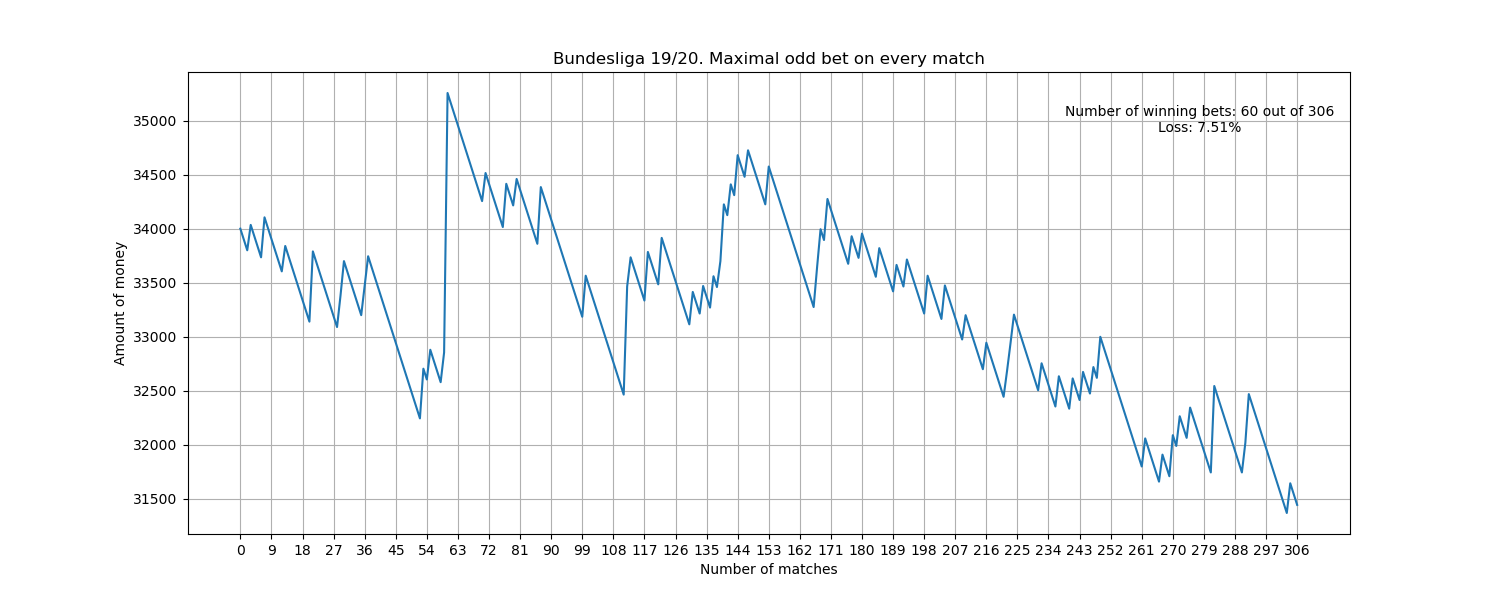 Bundesliga 19/20. Maximal odd bet on every match
Number of winning bets: 60 out of 306
Loss: 7.51%
Amount of money
35000
34500
34000
33500
33000
32500
32000
31500
0 9 18 27 36 45 54 63 72 81 90 99 108 117 126 135 144 153 162 171 180 189 198 207 216 225 234 243 252 261 270 279 288 297 306
Number of matches